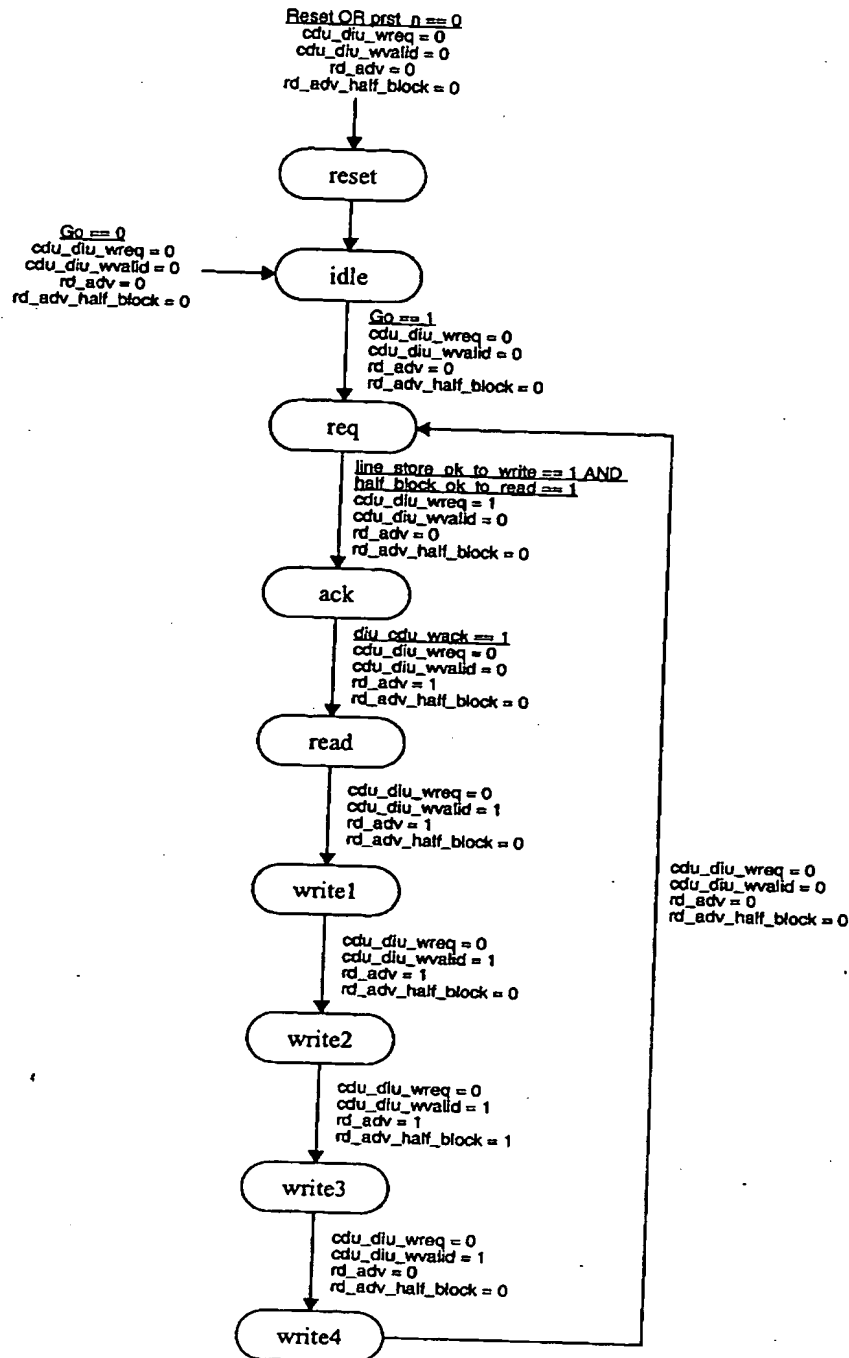 Reset OR prst_n == 0
cdu_diu_wreq = 0
cdu_diu_wvalid = 0
rd_adv = 0
rd_adv_half_block = 0
reset
Go == 0
cdu_diu_wreq = 0
cdu_diu_wvalid = 0
rd_adv = 0
rd_adv_half_block = 0
idle
Go == 1
cdu_diu_wreq = 0
cdu_diu_wvalid = 0
rd_adv = 0
rd_adv_half_block = 0
req
line_store_ok_to_write == 1 AND
half_block_ok_to_read == 1
cdu_diu_wreq = 1
cdu_diu_wvalid = 0
rd_adv = 0
rd_adv_half_block = 0
ack
diu_cdu_wack == 1
cdu_diu_wreq = 0
cdu_diu_wvalid = 0
rd_adv = 1
rd_adv_half_block = 0
read
cdu_diu_wreq = 0
cdu_diu_wvalid = 1
rd_adv = 1
rd_adv_half_block = 0
write1
cdu_diu_wreq = 0
cdu_diu_wvalid = 0
rd_adv = 0
rd_adv_half_block = 0
cdu_diu_wreq = 0
cdu_diu_wvalid = 1
rd_adv = 1
rd_adv_half_block = 0
write2
cdu_diu_wreq = 0
cdu_diu_wvalid = 1
rd_adv = 1
rd_adv_half_block = 1
write3
cdu_diu_wreq = 0
cdu_diu_wvalid = 1
rd_adv = 0
rd_adv_half_block = 0
write4